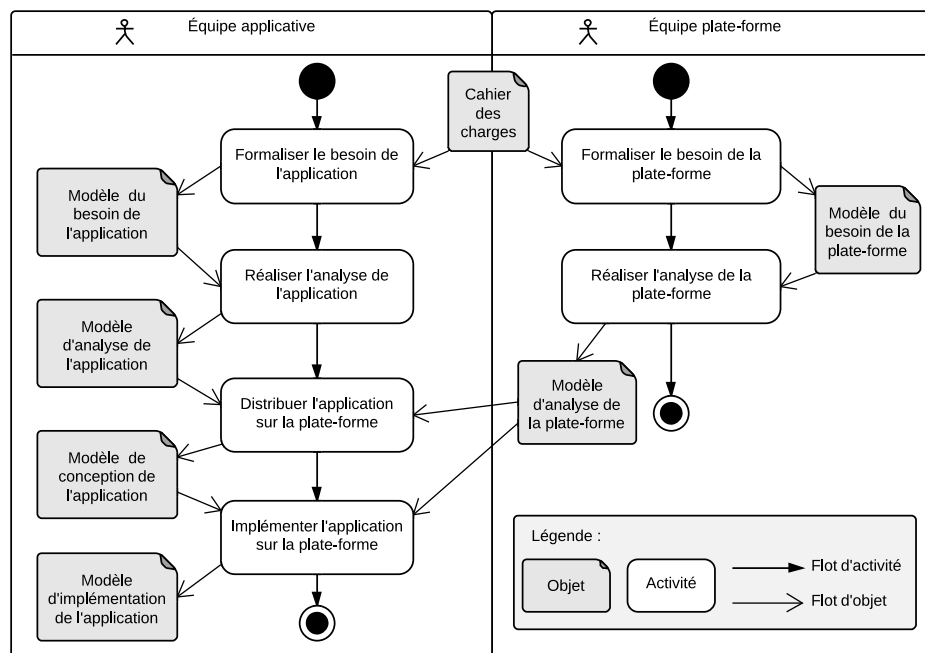 Équipe applicative
Équipe plate-forme
Cahier
des
charges
Formaliser le besoin de
l'application
Formaliser le besoin de la
plate-forme
Modèle du
besoin de
l'application
Modèle du
besoin de la
plate-forme
Réaliser l'analyse de
l'application
Réaliser l'analyse de la
plate-forme
Modèle
d'analyse de
l'application
Modèle
d'analyse de
la plate-forme
Distribuer l'application
sur la plate-forme
Modèle de
conception de
l'application
Implémenter l'application
sur la plate-forme
Modèle
d'implémentation
de l'application
Légende :
Objet
Activité
Flot d'activité
Flot d'objet